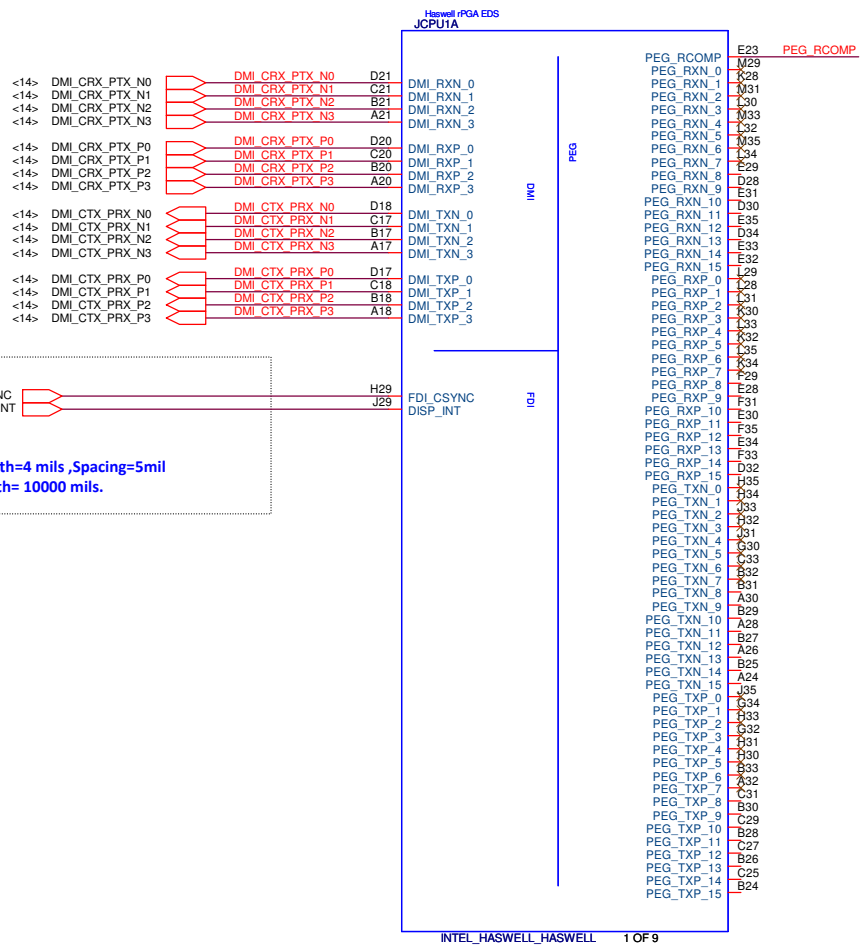 Haswell rPGA EDS
JCPU1A
<14> DMI_CRX_PTX_N0 DMI_CRX_PTX_N0 D21 DMI_RXN_0
<14> DMI_CRX_PTX_N1 DMI_CRX_PTX_N1 C21 DMI_RXN_1
<14> DMI_CRX_PTX_N2 DMI_CRX_PTX_N2 B21 DMI_RXN_2
<14> DMI_CRX_PTX_N3 DMI_CRX_PTX_N3 A21 DMI_RXN_3
<14> DMI_CRX_PTX_P0 DMI_CRX_PTX_P0 D20 DMI_RXP_0
<14> DMI_CRX_PTX_P1 DMI_CRX_PTX_P1 C20 DMI_RXP_1
<14> DMI_CRX_PTX_P2 DMI_CRX_PTX_P2 B20 DMI_RXP_2
<14> DMI_CRX_PTX_P3 DMI_CRX_PTX_P3 A20 DMI_RXP_3
<14> DMI_CTX_PRX_N0 DMI_CTX_PRX_N0 D18 DMI_TXN_0
<14> DMI_CTX_PRX_N1 DMI_CTX_PRX_N1 C17 DMI_TXN_1
<14> DMI_CTX_PRX_N2 DMI_CTX_PRX_N2 B17 DMI_TXN_2
<14> DMI_CTX_PRX_N3 DMI_CTX_PRX_N3 A17 DMI_TXN_3
<14> DMI_CTX_PRX_P0 DMI_CTX_PRX_P0 D17 DMI_TXP_0
<14> DMI_CTX_PRX_P1 DMI_CTX_PRX_P1 C18 DMI_TXP_1
<14> DMI_CTX_PRX_P2 DMI_CTX_PRX_P2 B18 DMI_TXP_2
<14> DMI_CTX_PRX_P3 DMI_CTX_PRX_P3 A18 DMI_TXP_3
NC H29 FDI_CSYNC
NT J29 DISP_INT
th=4 mils ,Spacing=5mil
th= 10000 mils.
DMI
PEG
FDI
PEG_RCOMP E23 PEG_RCOMP
PEG_RXN_0 M29
PEG_RXN_1 K28
PEG_RXN_2 M31
PEG_RXN_3 L30
PEG_RXN_4 M33
PEG_RXN_5 L32
PEG_RXN_6 M35
PEG_RXN_7 L34
PEG_RXN_8 E29
PEG_RXN_9 D28
PEG_RXN_10 E31
PEG_RXN_11 D30
PEG_RXN_12 E35
PEG_RXN_13 D34
PEG_RXN_14 E33
PEG_RXN_15 E32
PEG_RXP_0 L29
PEG_RXP_1 L28
PEG_RXP_2 L31
PEG_RXP_3 K30
PEG_RXP_4 L33
PEG_RXP_5 K32
PEG_RXP_6 L35
PEG_RXP_7 K34
PEG_RXP_8 F29
PEG_RXP_9 E28
PEG_RXP_10 F31
PEG_RXP_11 E30
PEG_RXP_12 F35
PEG_RXP_13 E34
PEG_RXP_14 F33
PEG_RXP_15 D32
PEG_TXN_0 H35
PEG_TXN_1 H34
PEG_TXN_2 J33
PEG_TXN_3 H32
PEG_TXN_4 J31
PEG_TXN_5 G30
PEG_TXN_6 C33
PEG_TXN_7 B32
PEG_TXN_8 B31
PEG_TXN_9 A30
PEG_TXN_10 B29
PEG_TXN_11 A28
PEG_TXN_12 B27
PEG_TXN_13 A26
PEG_TXN_14 B25
PEG_TXN_15 A24
PEG_TXP_0 J35
PEG_TXP_1 G34
PEG_TXP_2 H33
PEG_TXP_3 G32
PEG_TXP_4 H31
PEG_TXP_5 H30
PEG_TXP_6 B33
PEG_TXP_7 A32
PEG_TXP_8 C31
PEG_TXP_9 B30
PEG_TXP_10 C29
PEG_TXP_11 B28
PEG_TXP_12 C27
PEG_TXP_13 B26
PEG_TXP_14 C25
PEG_TXP_15 B24
INTEL_HASWELL_HASWELL 1 OF 9